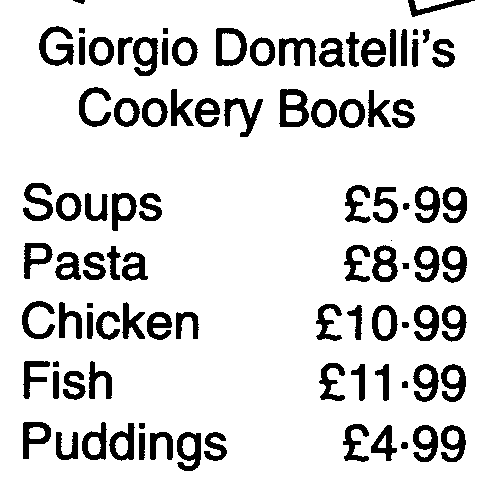 Giorgio Domatelli's
Cookery Books
Soups £5·99
Pasta £8·99
Chicken £10·99
Fish £11·99
Puddings £4·99